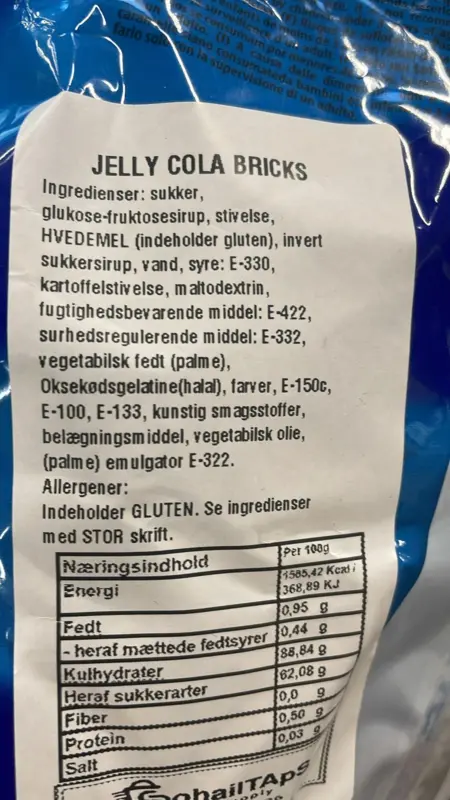 JELLY COLA BRICKS
Ingredienser: sukker,
glukose-fruktosesirup, stivelse,
HVEDEMEL (indeholder gluten), invert
sukkersirup, vand, syre: E-330,
kartoffelstivelse, maltodextrin,
fugtighedsbevarende middel: E-422,
surhedsregulerende middel: E-332,
vegetabilsk fedt (palme),
Oksekødsgelatine(halal), farver, E-150c,
E-100, E-133, kunstig smagsstoffer,
belægningsmiddel, vegetabilsk olie,
(palme) emulgator E-322.
Allergener:
Indeholder GLUTEN. Se ingredienser
med STOR skrift.
Næringsindhold Per 100g
Energi 1565,42 Kcal i
368,89 KJ
Fedt 0,95 g
- heraf mættede fedtsyrer 0,44 g
Kulhydrater 88,84 g
Heraf sukkerarter 62,08 g
Fiber 0,0 g
Protein 0,50 g
Salt 0,03 g